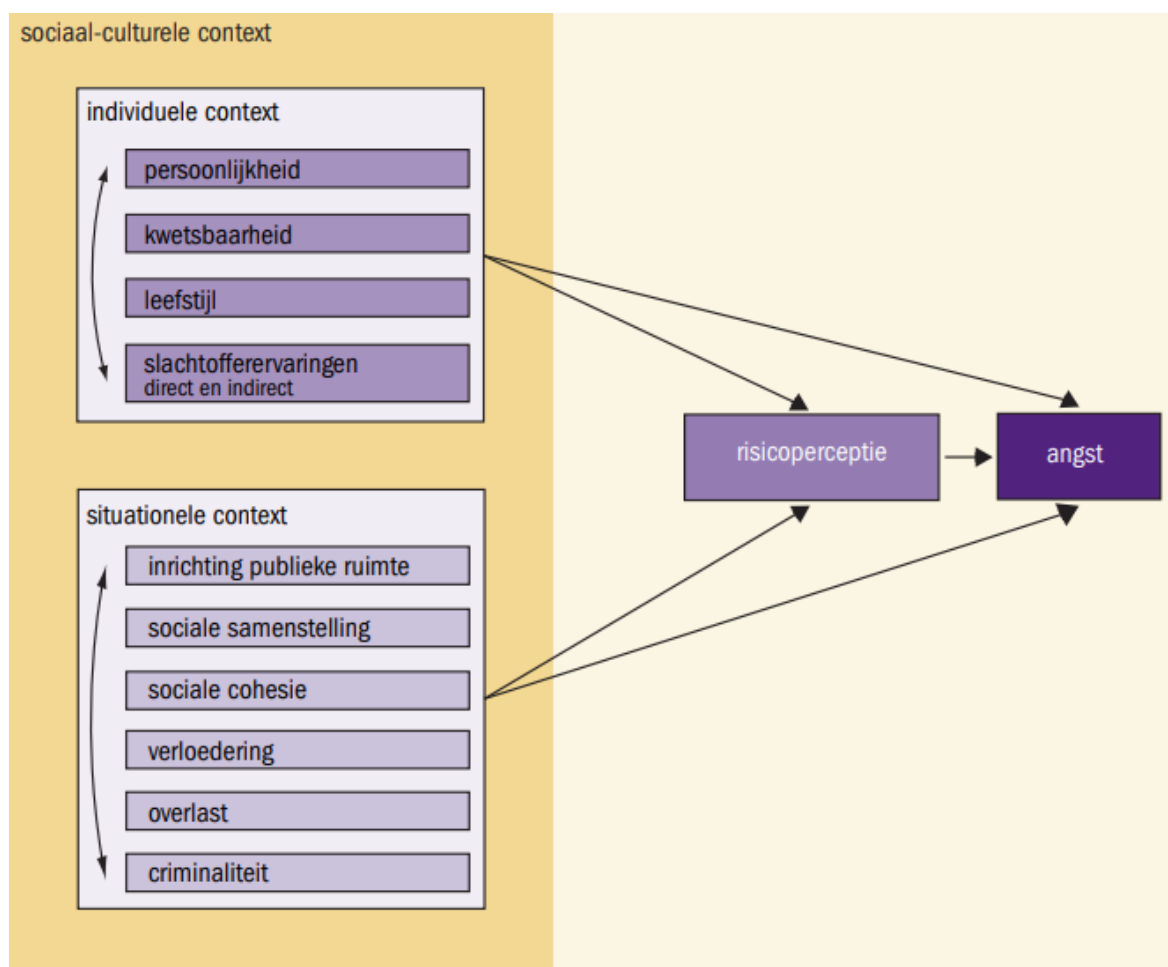 sociaal-culturele context
individuele context
persoonlijkheid
kwetsbaarheid
leefstijl
slachtofferervaringen
direct en indirect
situationele context
inrichting publieke ruimte
sociale samenstelling
sociale cohesie
verloedering
overlast
criminaliteit
risicoperceptie
angst